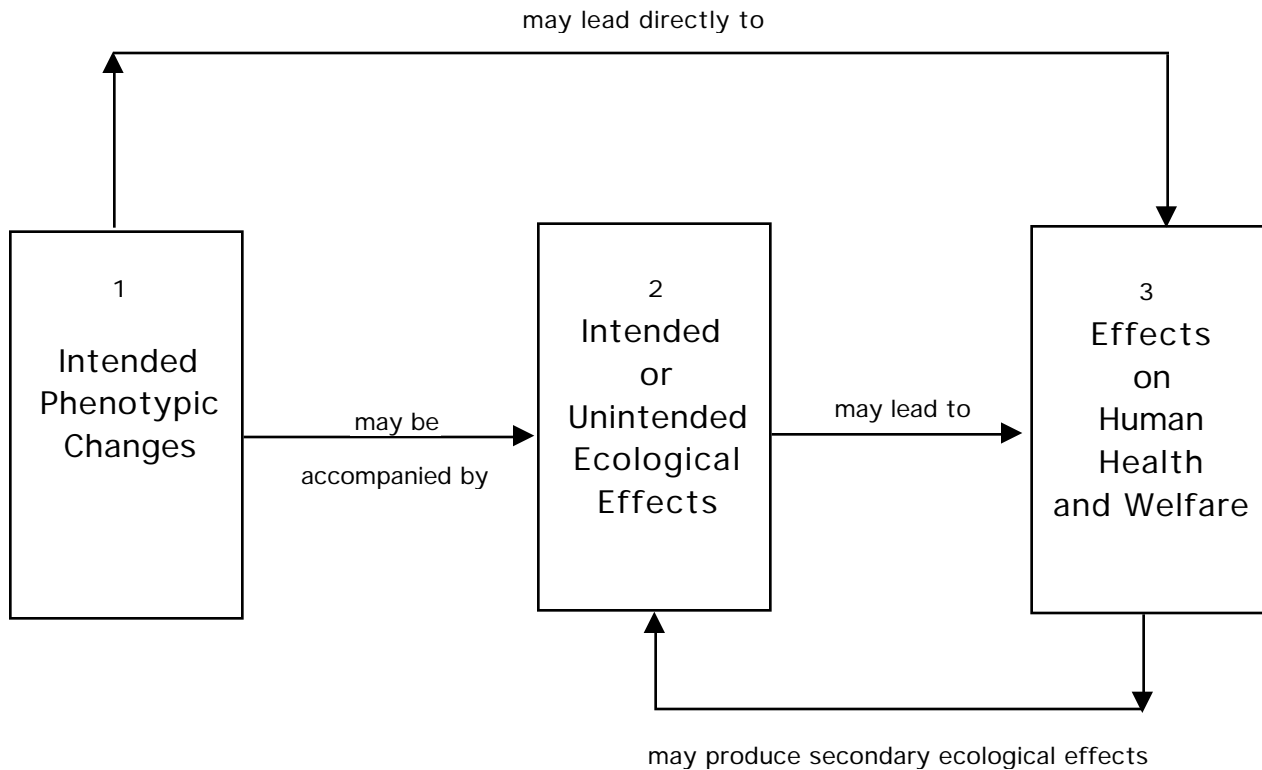 may lead directly to
1
Intended
Phenotypic
Changes
may be
accompanied by
2
Intended
or
Unintended
Ecological
Effects
may lead to
3
Effects
on
Human
Health
and Welfare
may produce secondary ecological effects